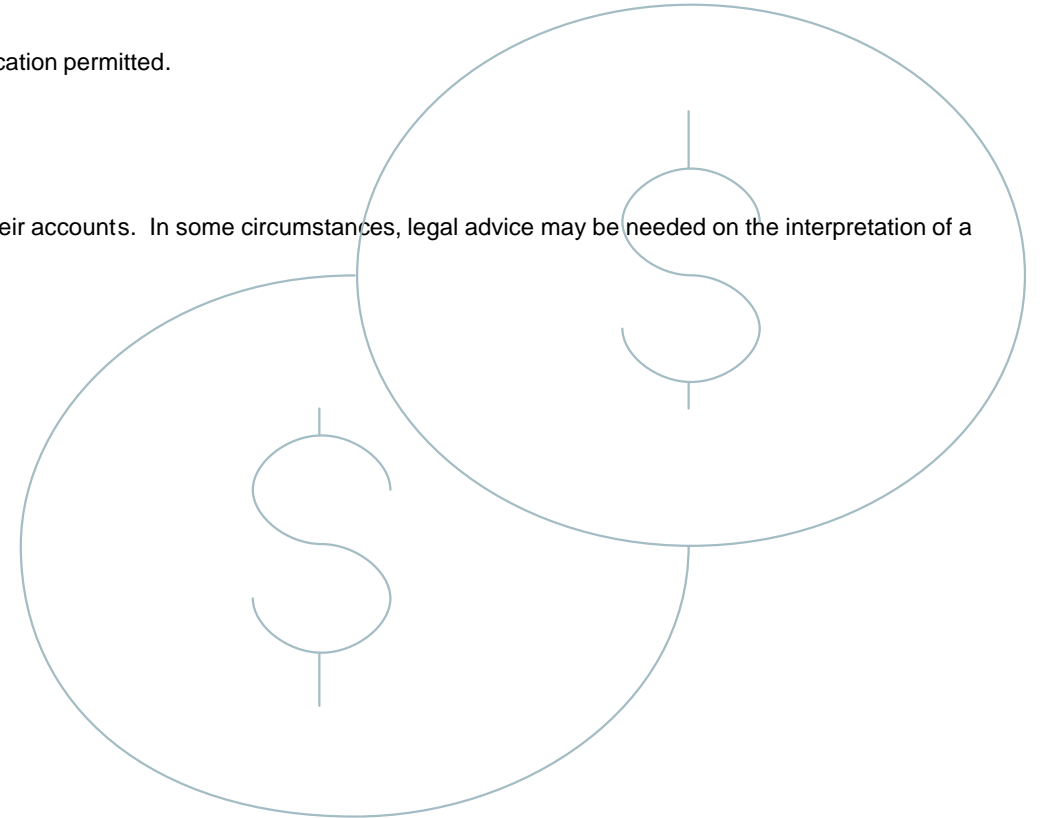 cation permitted.
eir accounts.  In some circumstances, legal advice may be needed on the interpretation of a